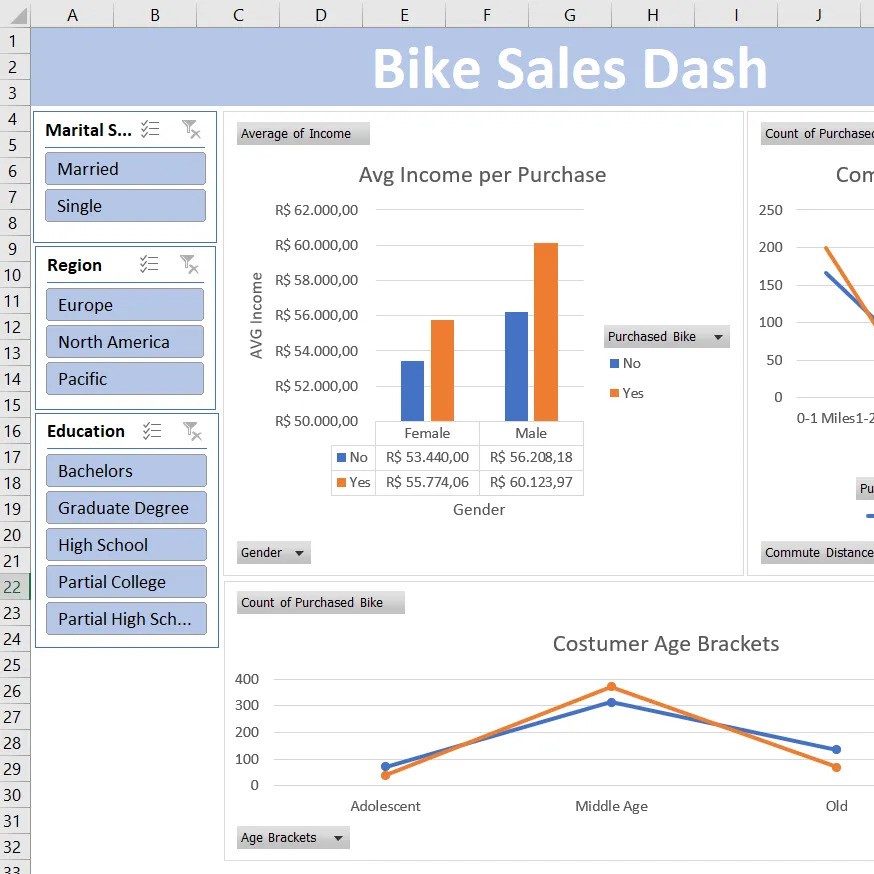 A B C D E F G H I J
1
2
3
4
5
6
7
8
9
10
11
12
13
14
15
16
17
18
19
20
21
22
23
24
25
26
27
28
29
30
31
32
33
Bike Sales Dash
Marital S...
Married
Single
Region
Europe
North America
Pacific
Education
Bachelors
Graduate Degree
High School
Partial College
Partial High Sch...
Average of Income
Avg Income per Purchase
R$ 62.000,00
R$ 60.000,00
R$ 58.000,00
R$ 56.000,00
R$ 54.000,00
R$ 52.000,00
R$ 50.000,00
AVG Income
Female Male
No R$ 53.440,00 R$ 56.208,18
Yes R$ 55.774,06 R$ 60.123,97
Gender
Purchased Bike
No
Yes
Gender
Count of Purchased
Com
250
200
150
100
50
0
0-1 Miles 1-2
Pu
Commute Distance
Count of Purchased Bike
Costumer Age Brackets
400
300
200
100
0
Adolescent Middle Age Old
Age Brackets